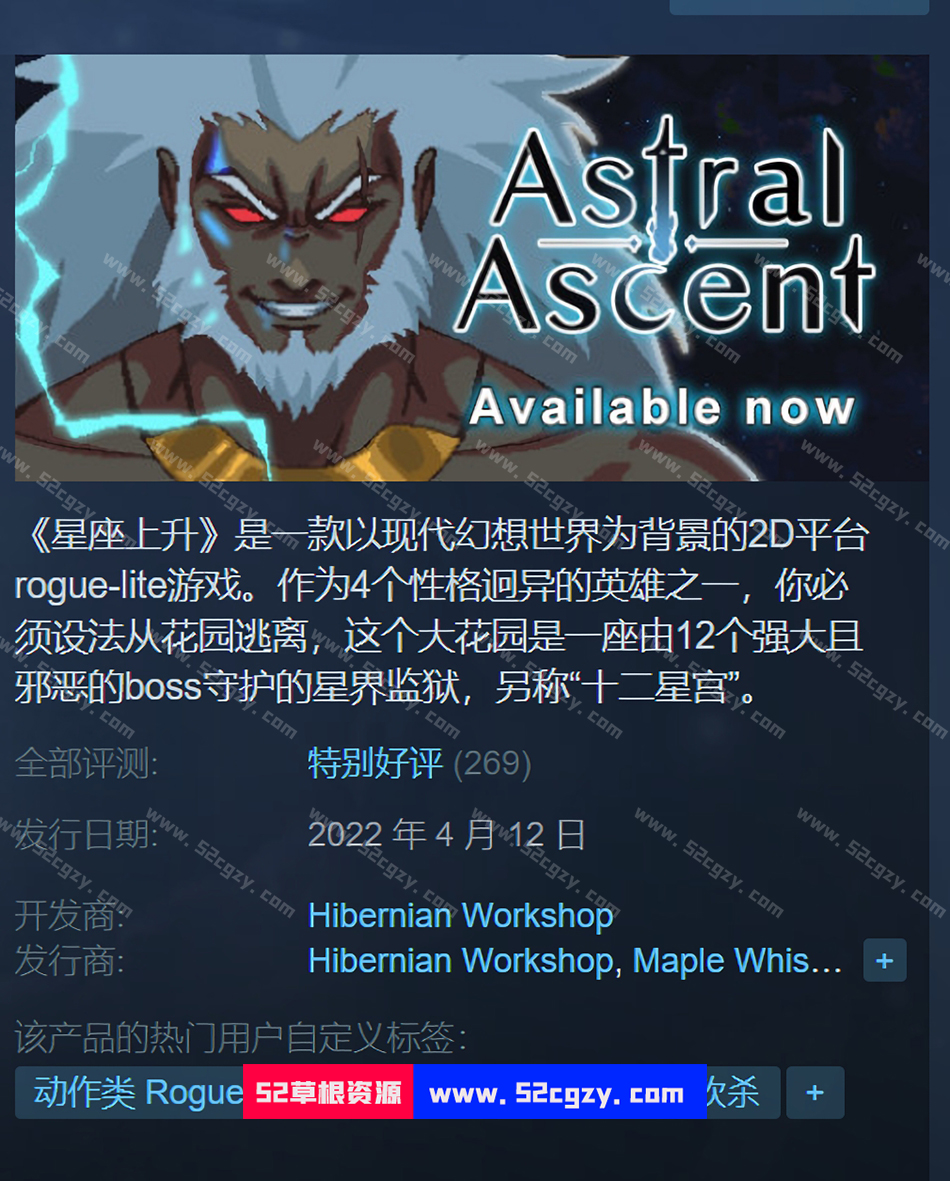 Astral
Ascent
Available now
《星座上升》是一款以现代幻想世界为背景的2D平台
rogue-lite游戏。作为4个性格迥异的英雄之一，你必
须设法从花园逃离，这个大花园是一座由12个强大且
邪恶的boss守护的星界监狱，另称“十二星宫”。
全部评测: 特别好评 (269)
发行日期: 2022 年 4 月 12 日
开发商: Hibernian Workshop
发行商: Hibernian Workshop, Maple Whis... +
该产品的热门用户自定义标签：
动作类 Rogue 52草根资源 www.52cgzy.com 砍杀 +